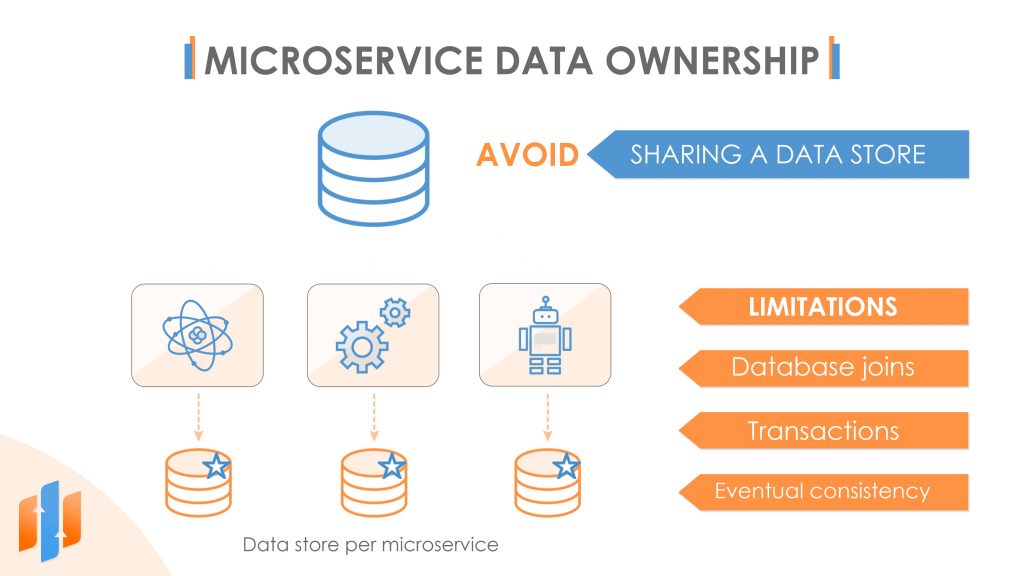 MICROSERVICE DATA OWNERSHIP
AVOID
SHARING A DATA STORE
LIMITATIONS
Database joins
Transactions
Eventual consistency
Data store per microservice